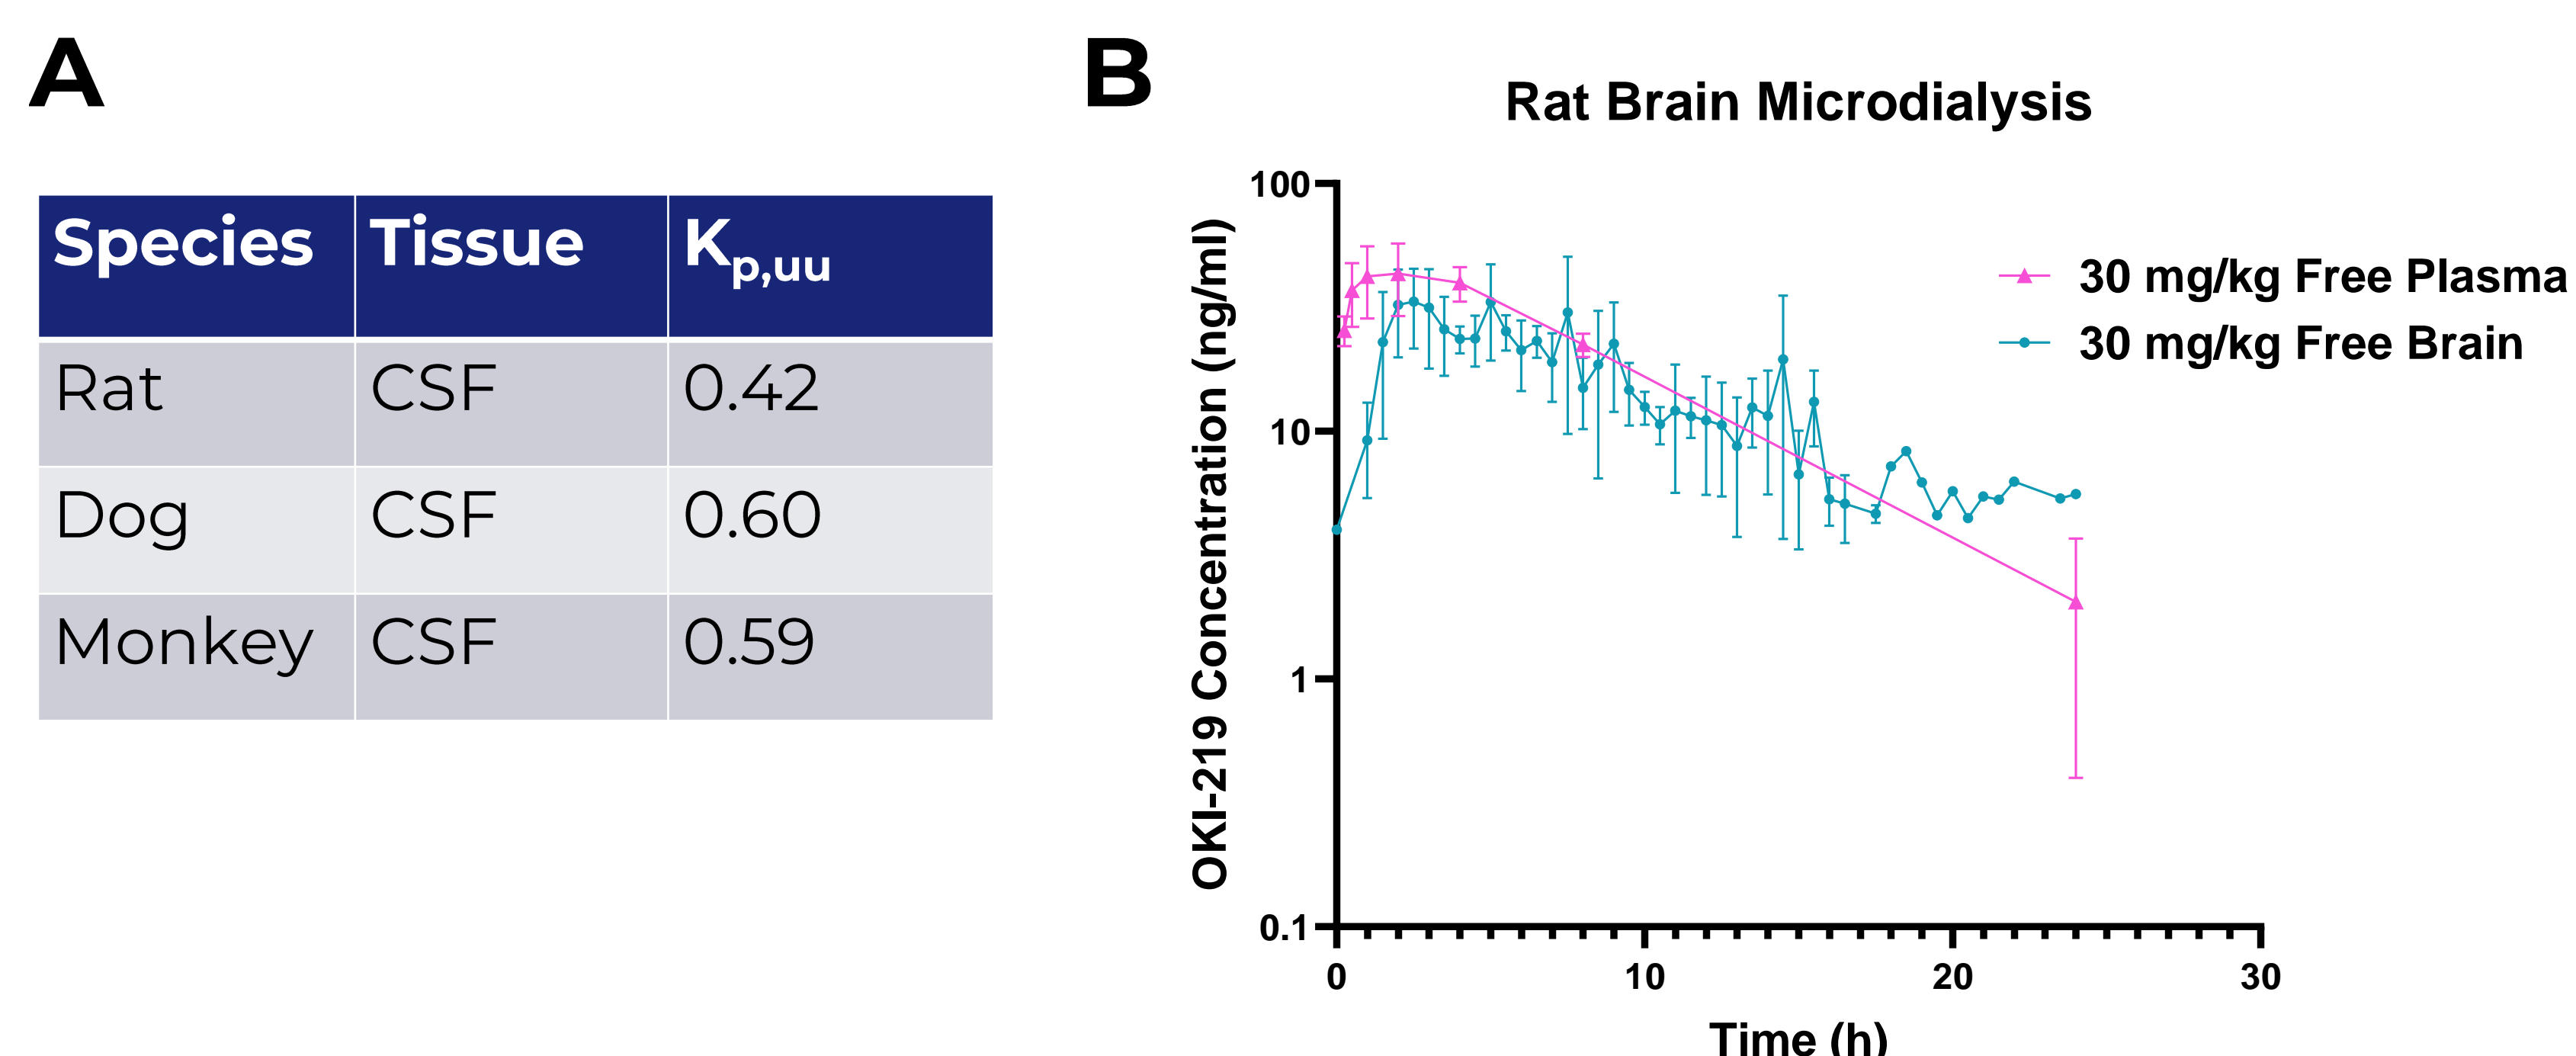 A
Species Tissue Kp,uu
Rat CSF 0.42
Dog CSF 0.60
Monkey CSF 0.59
B
Rat Brain Microdialysis
OKI-219 Concentration (ng/ml)
100
10
1
0.1
0 10 20 30
Time (h)
30 mg/kg Free Plasma
30 mg/kg Free Brain